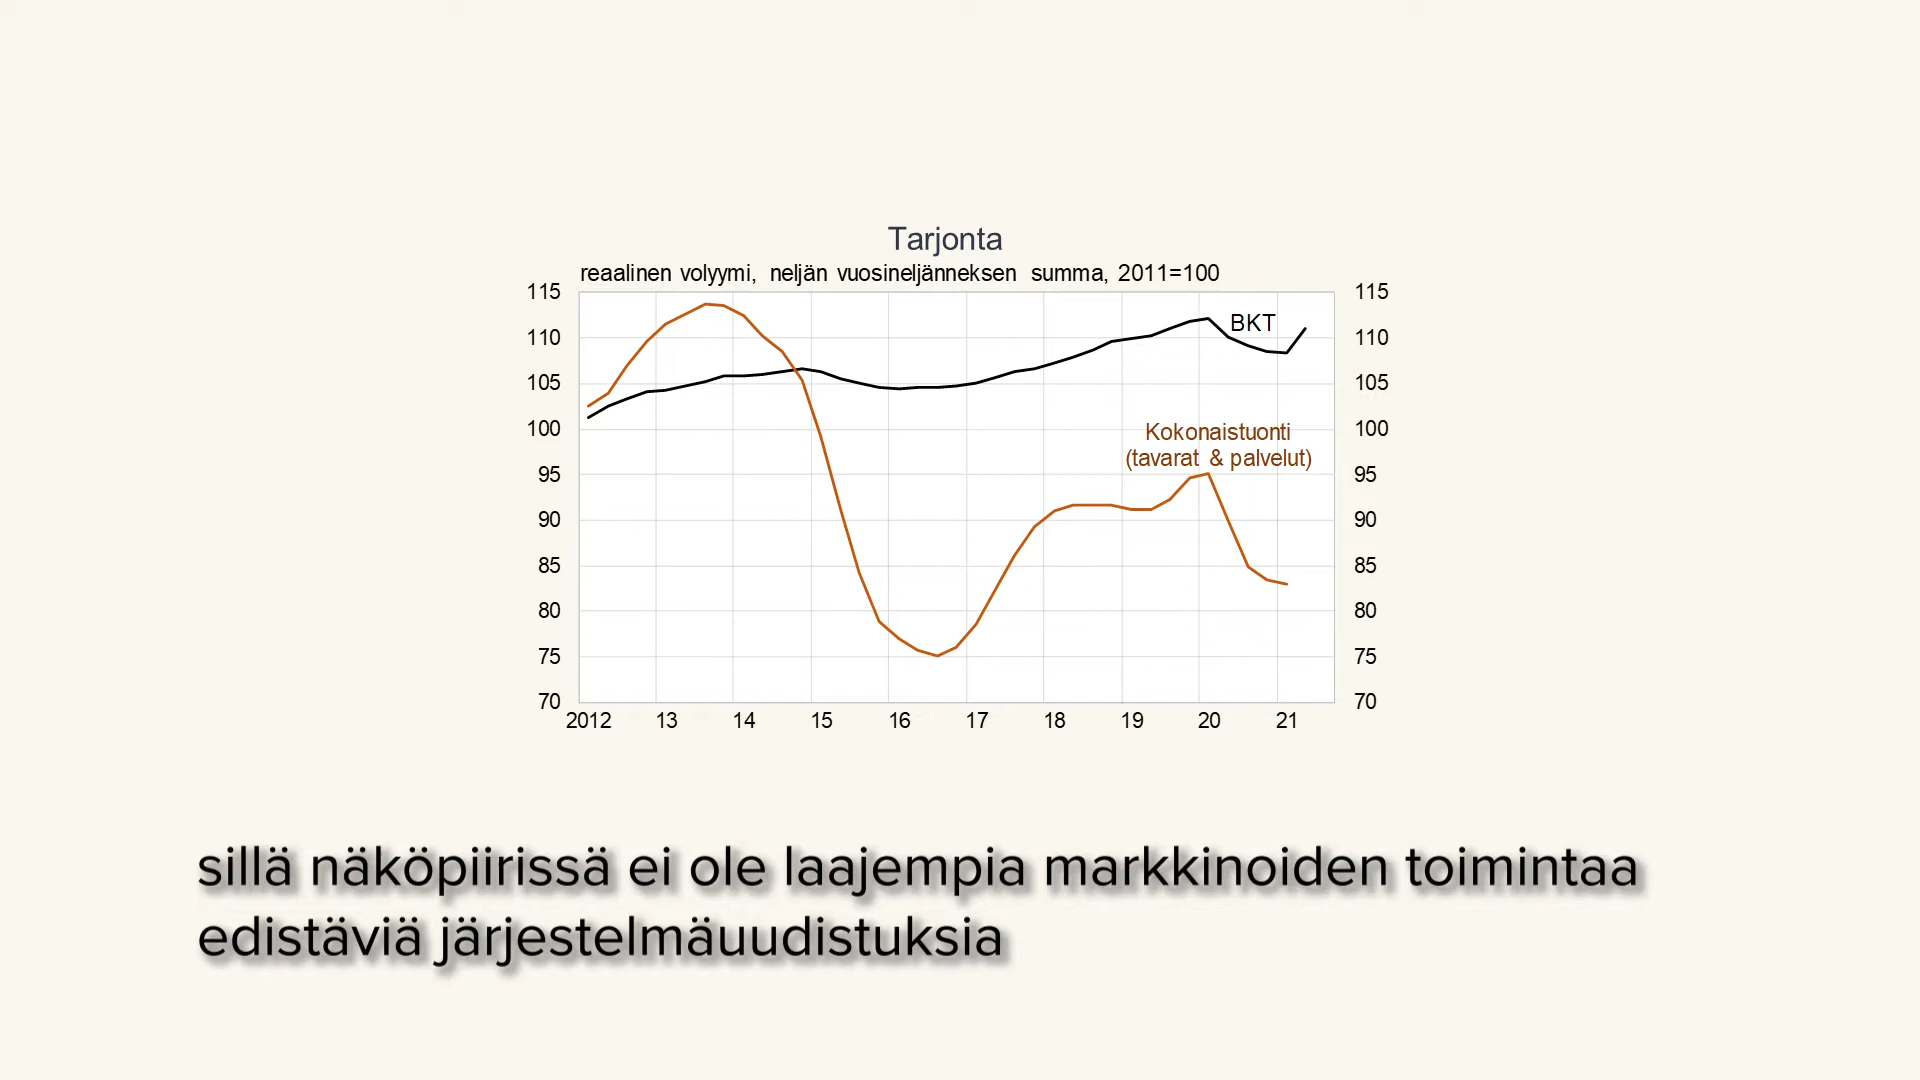 Tarjonta
reaalinen volyymi, neljän vuosineljänneksen summa, 2011=100
115 115
BKT
110 110
105 105
100 100
Kokonaistuonti
(tavarat & palvelut)
95 95
90 90
85 85
80 80
75 75
70 70
2012 13 14 15 16 17 18 19 20 21
sillä näköpiirissä ei ole laajempia markkinoiden toimintaa
edistäviä järjestelmäuudistuksia